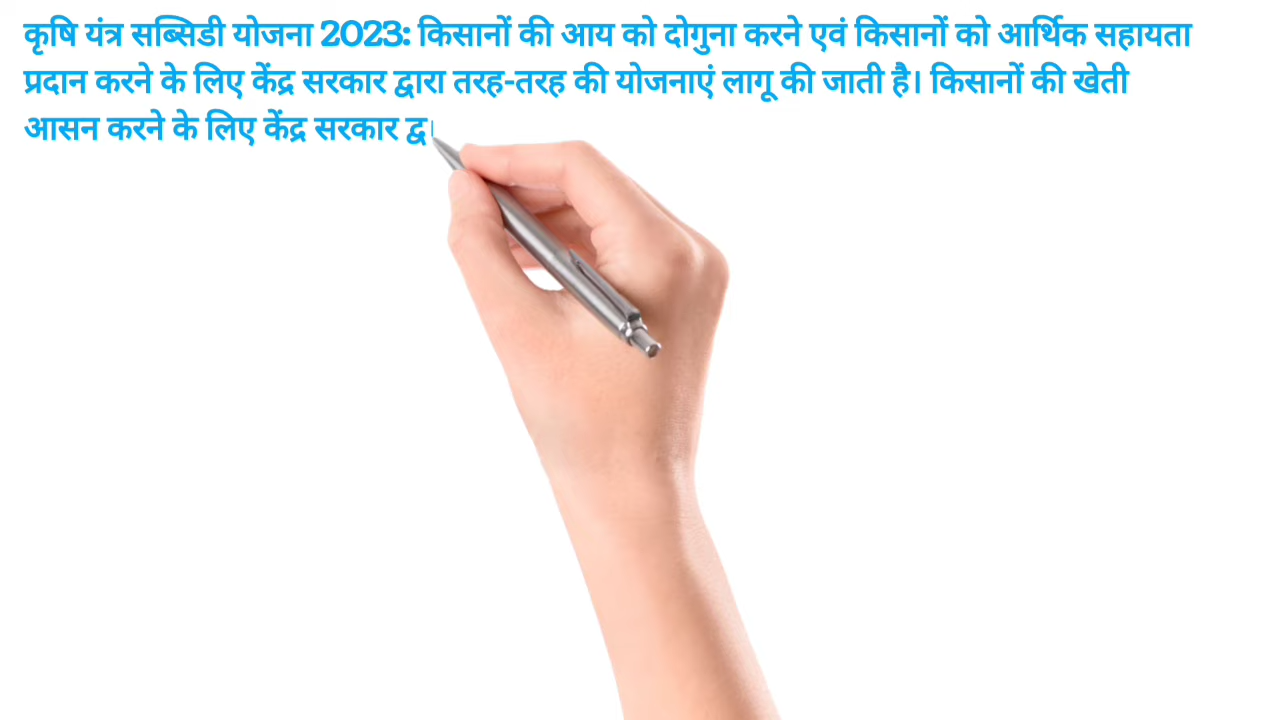 कृषि यंत्र सब्सिडी योजना 2023: किसानों की आय को दोगुना करने एवं किसानों को आर्थिक सहायता
प्रदान करने के लिए केंद्र सरकार द्वारा तरह-तरह की योजनाएं लागू की जाती है। किसानों की खेती
आसन करने के लिए केंद्र सरकार द्व